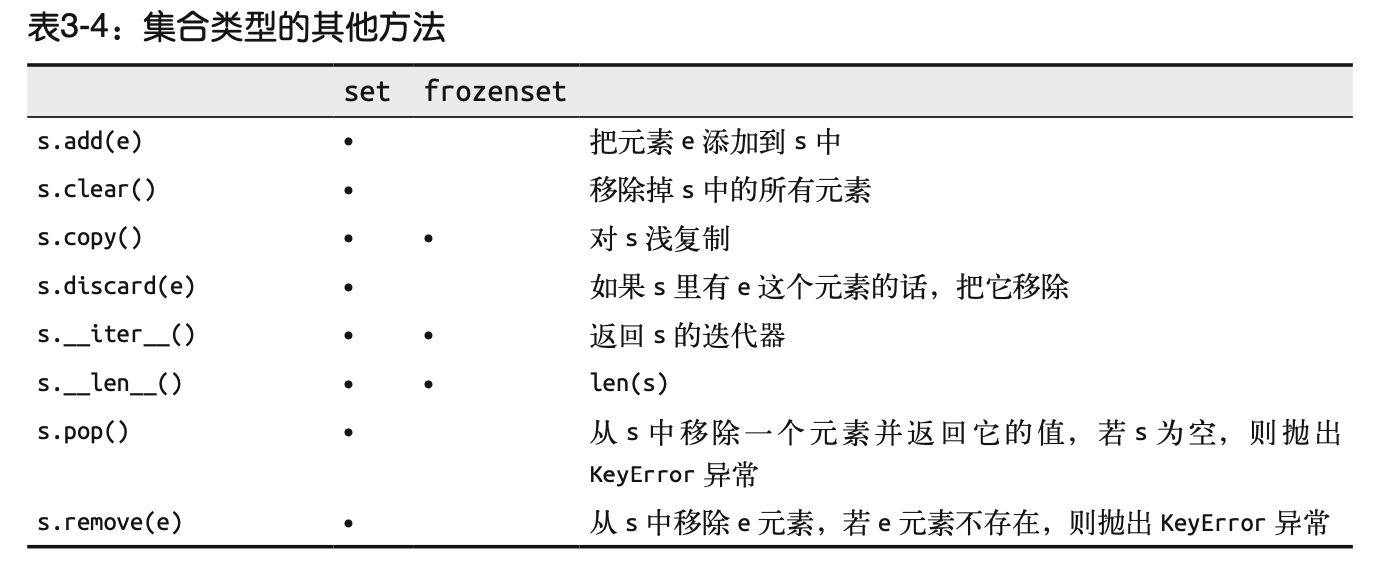 表3-4：集合类型的其他方法
set frozenset
s.add(e) • 把元素 e 添加到 s 中
s.clear() • 移除掉 s 中的所有元素
s.copy() • • 对 s 浅复制
s.discard(e) • 如果 s 里有 e 这个元素的话，把它移除
s.__iter__() • • 返回 s 的迭代器
s.__len__() • • len(s)
s.pop() • 从 s 中移除一个元素并返回它的值，若 s 为空，则抛出
KeyError 异常
s.remove(e) • 从 s 中移除 e 元素，若 e 元素不存在，则抛出 KeyError 异常